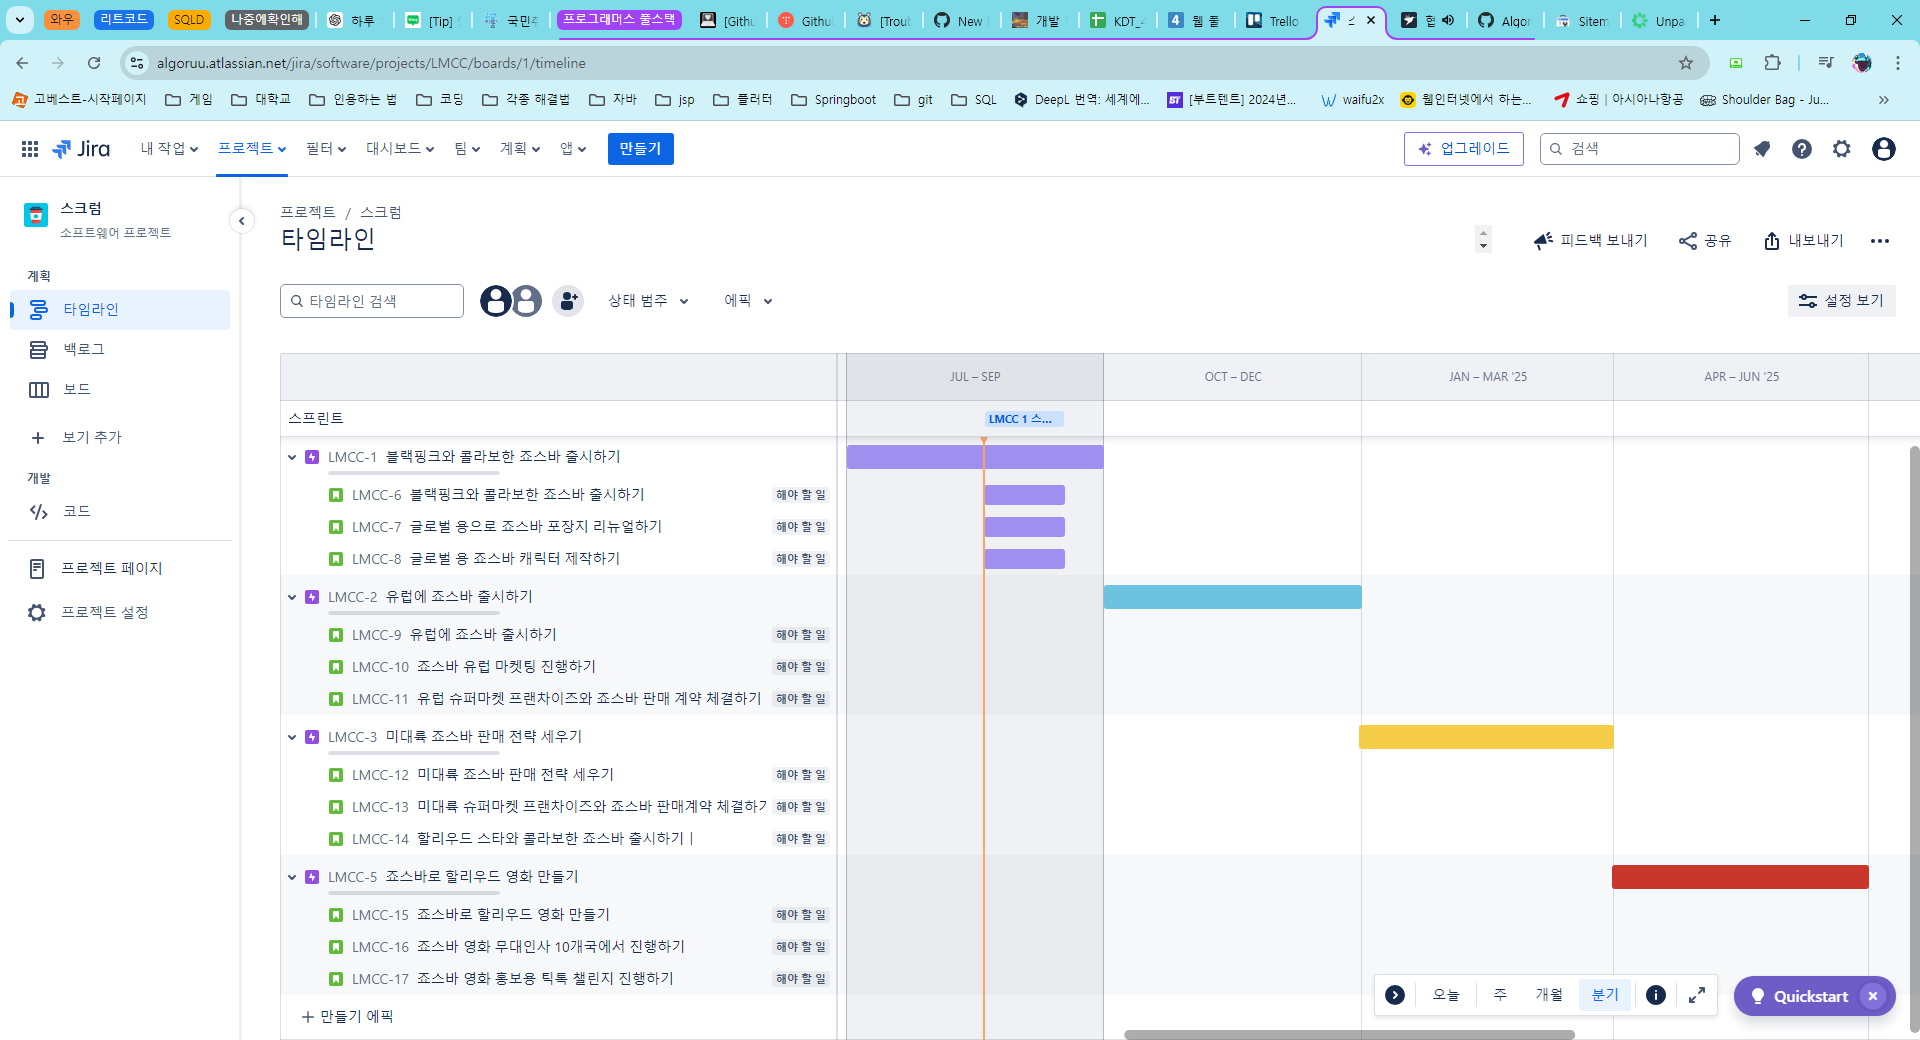 와우 리트코드 SQLD 나중에확인해 하루 [Tip] 국민 프로그래머스 풀스택 [Githu Githu [Trou New 개발 KDT_ 웹 풀 Trello Algor Sitem Unpa
algoruu.atlassian.net/jira/software/projects/LMCC/boards/1/timeline
고베스트-시작페이지 게임 대학교 인용하는 법 코딩 각종 해결법 자바 jsp 플러터 Springboot git SQL DeepL 번역: 세계에... [부트텐트] 2024년... waifu2x 웹인터넷에서 하는... 쇼핑 | 아시아나항공 Shoulder Bag - Ju...
Jira 내 작업 프로젝트 필터 대시보드 팀 계획 앱 만들기 업그레이드 검색
스크럼
소프트웨어 프로젝트
계획
타임라인
백로그
보드
보기 추가
개발
코드
프로젝트 페이지
프로젝트 설정
프로젝트 / 스크럼
타임라인
피드백 보내기 공유 내보내기
타임라인 검색 상태 범주 에픽 설정 보기
JUL – SEP OCT – DEC JAN – MAR '25 APR – JUN '25
스프린트 LMCC 1 스...
LMCC-1 블랙핑크와 콜라보한 죠스바 출시하기
LMCC-6 블랙핑크와 콜라보한 죠스바 출시하기 해야 할 일
LMCC-7 글로벌 용으로 죠스바 포장지 리뉴얼하기 해야 할 일
LMCC-8 글로벌 용 죠스바 캐릭터 제작하기 해야 할 일
LMCC-2 유럽에 죠스바 출시하기
LMCC-9 유럽에 죠스바 출시하기 해야 할 일
LMCC-10 죠스바 유럽 마켓팅 진행하기 해야 할 일
LMCC-11 유럽 슈퍼마켓 프랜차이즈와 죠스바 판매 계약 체결하기 해야 할 일
LMCC-3 미대륙 죠스바 판매 전략 세우기
LMCC-12 미대륙 죠스바 판매 전략 세우기 해야 할 일
LMCC-13 미대륙 슈퍼마켓 프랜차이즈와 죠스바 판매계약 체결하기 해야 할 일
LMCC-14 할리우드 스타와 콜라보한 죠스바 출시하기ㅣ 해야 할 일
LMCC-5 죠스바로 할리우드 영화 만들기
LMCC-15 죠스바로 할리우드 영화 만들기 해야 할 일
LMCC-16 죠스바 영화 무대인사 10개국에서 진행하기 해야 할 일
LMCC-17 죠스바 영화 홍보용 틱톡 챌린지 진행하기 해야 할 일
만들기 에픽
오늘 주 개월 분기 Quickstart